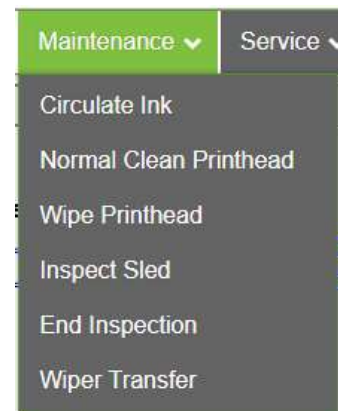 Maintenance Service
Circulate Ink
Normal Clean Printhead
Wipe Printhead
Inspect Sled
End Inspection
Wiper Transfer